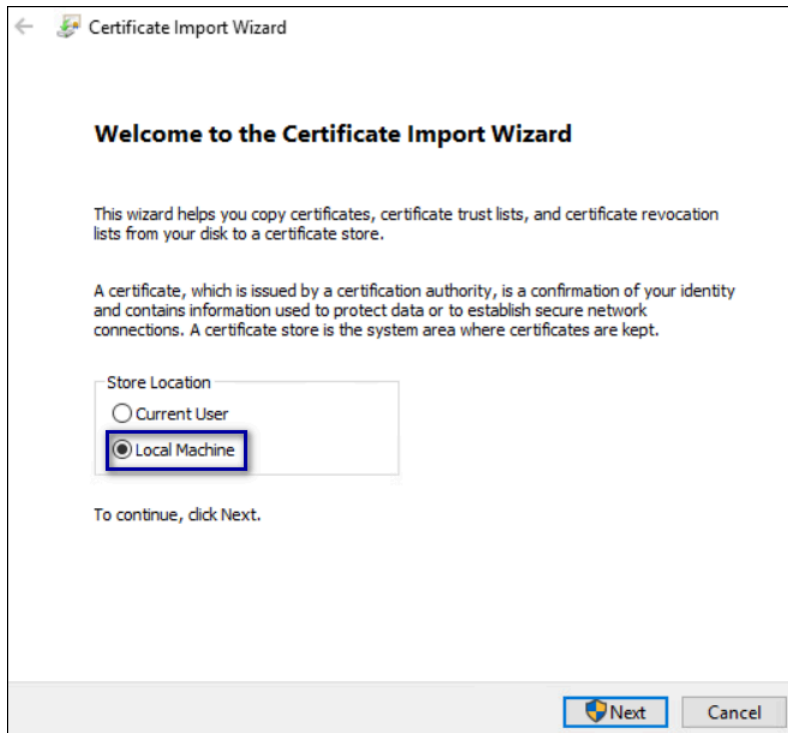 Certificate Import Wizard
Welcome to the Certificate Import Wizard
This wizard helps you copy certificates, certificate trust lists, and certificate revocation
lists from your disk to a certificate store.
A certificate, which is issued by a certification authority, is a confirmation of your identity
and contains information used to protect data or to establish secure network
connections. A certificate store is the system area where certificates are kept.
Store Location
Current User
Local Machine
To continue, click Next.
Next
Cancel